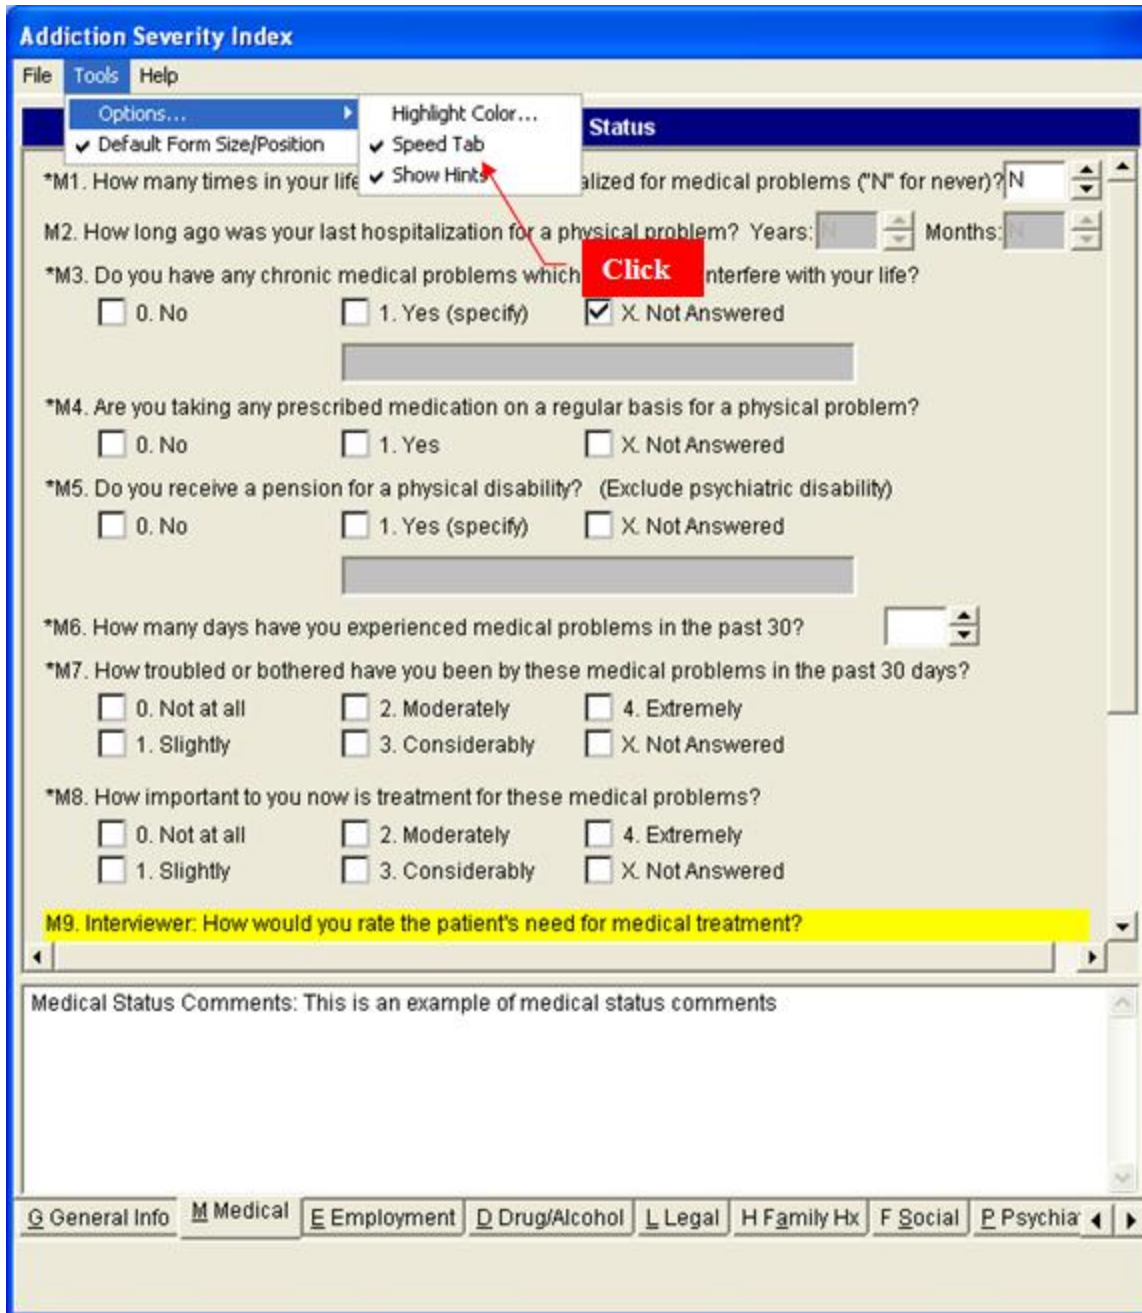 Addiction Severity Index
File Tools Help
Options...
✓ Default Form Size/Position
Highlight Color...
✓ Speed Tab
✓ Show Hints
Status
*M1. How many times in your life alized for medical problems ("N" for never)? N
M2. How long ago was your last hospitalization for a physical problem? Years: N Months: N
*M3. Do you have any chronic medical problems which nterfere with your life?
Click
0. No 1. Yes (specify) X. Not Answered
*M4. Are you taking any prescribed medication on a regular basis for a physical problem?
0. No 1. Yes X. Not Answered
*M5. Do you receive a pension for a physical disability? (Exclude psychiatric disability)
0. No 1. Yes (specify) X. Not Answered
*M6. How many days have you experienced medical problems in the past 30?
*M7. How troubled or bothered have you been by these medical problems in the past 30 days?
0. Not at all 2. Moderately 4. Extremely
1. Slightly 3. Considerably X. Not Answered
*M8. How important to you now is treatment for these medical problems?
0. Not at all 2. Moderately 4. Extremely
1. Slightly 3. Considerably X. Not Answered
M9. Interviewer: How would you rate the patient's need for medical treatment?
Medical Status Comments: This is an example of medical status comments
G General Info M Medical E Employment D Drug/Alcohol L Legal H Family Hx F Social P Psychia